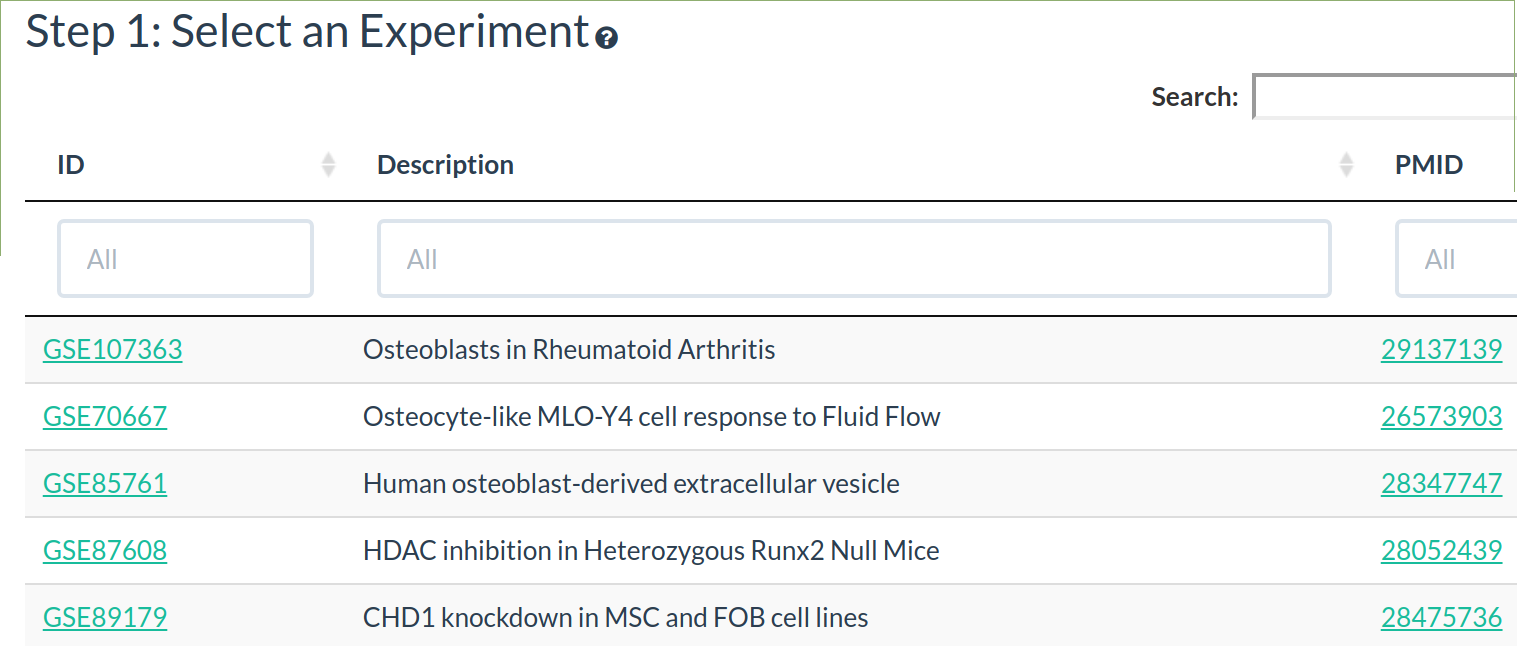 Step 1: Select an Experiment ?
Search:
ID Description PMID
All All All
GSE107363 Osteoblasts in Rheumatoid Arthritis 29137139
GSE70667 Osteocyte-like MLO-Y4 cell response to Fluid Flow 26573903
GSE85761 Human osteoblast-derived extracellular vesicle 28347747
GSE87608 HDAC inhibition in Heterozygous Runx2 Null Mice 28052439
GSE89179 CHD1 knockdown in MSC and FOB cell lines 28475736